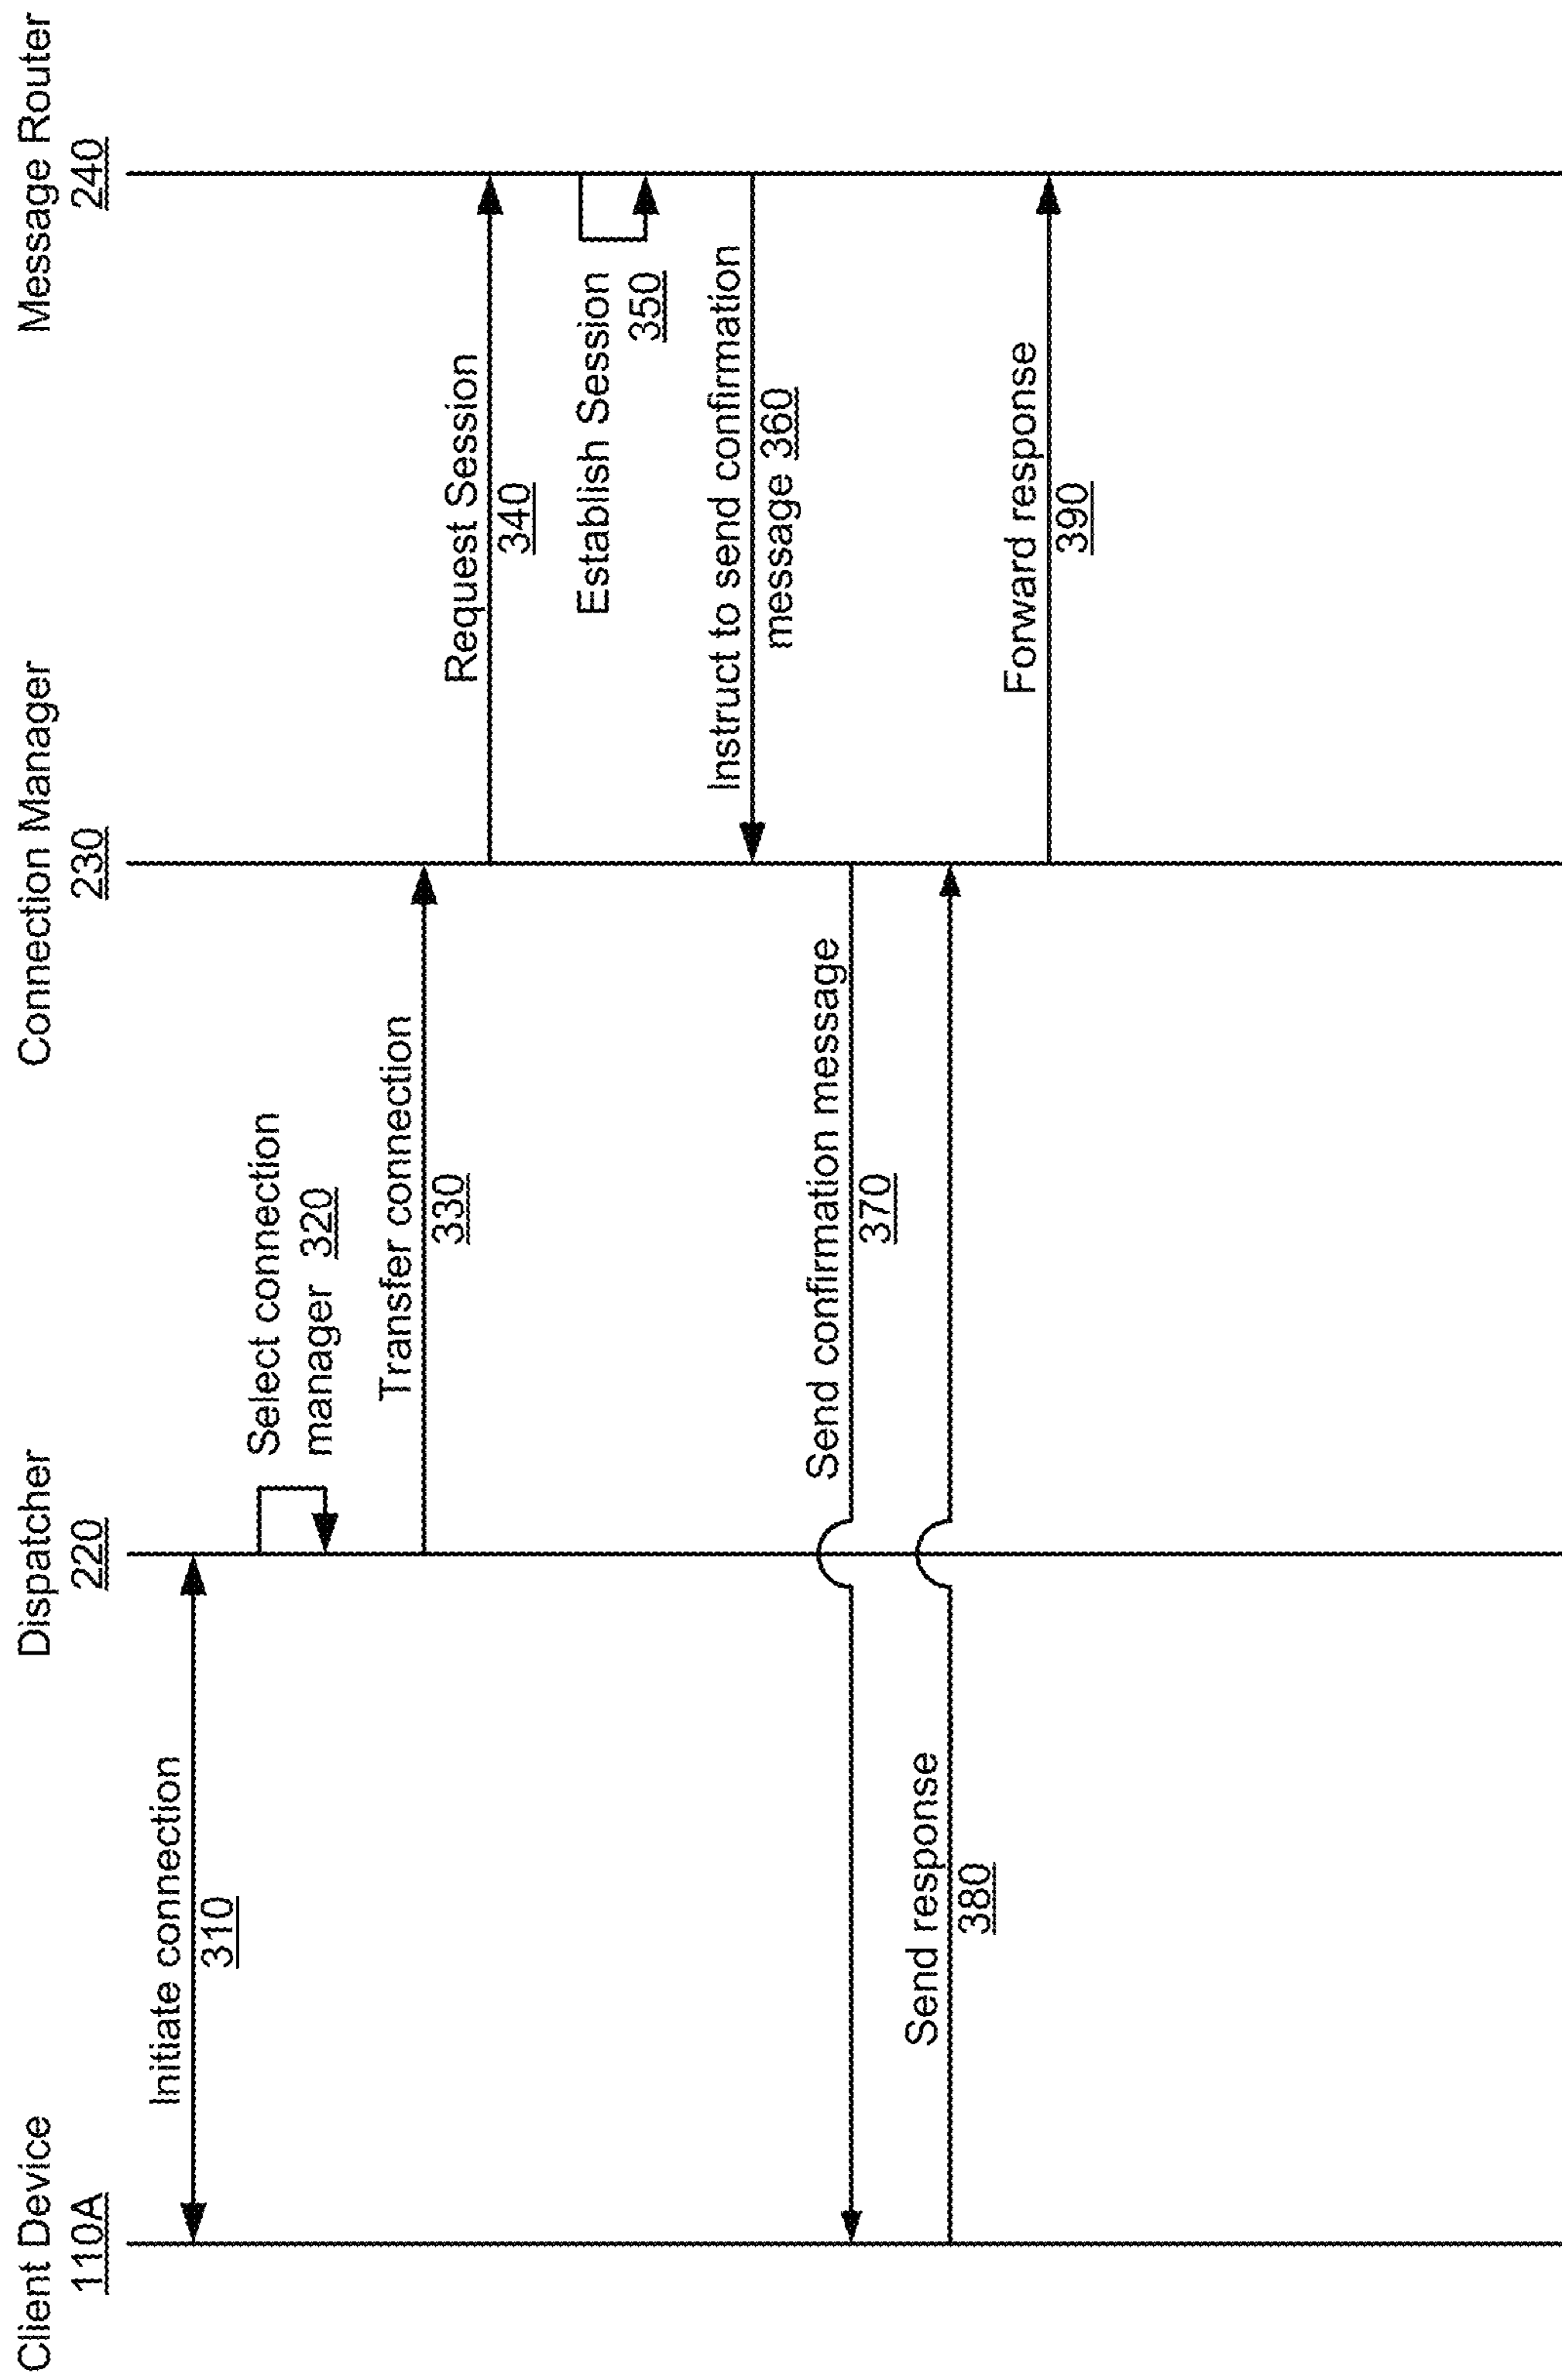 Client Device
110A
Dispatcher
220
Connection Manager
230
Message Router
240
Initiate connection
310
Select connection
manager 320
Transfer connection
330
Request Session
340
Establish Session
350
Instruct to send confirmation
message 360
Send confirmation message
370
Send response
380
Forward response
390